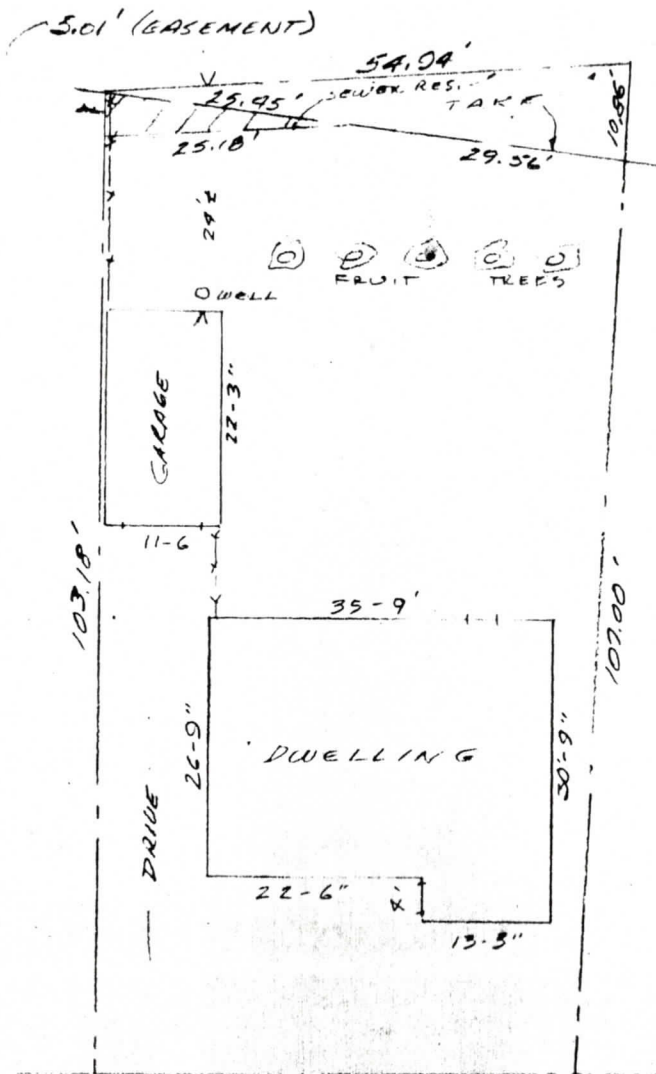 5.01' (EASEMENT)
54.94'
25.45'
SEWER RES.
TAKE
10.56'
25.18'
29.56'
24'±
WELL
FRUIT TREES
GARAGE
22-3"
11-6
103.18'
107.00'
35-9'
26-9"
DWELLING
30-9"
DRIVE
22-6"
4'
13-3"